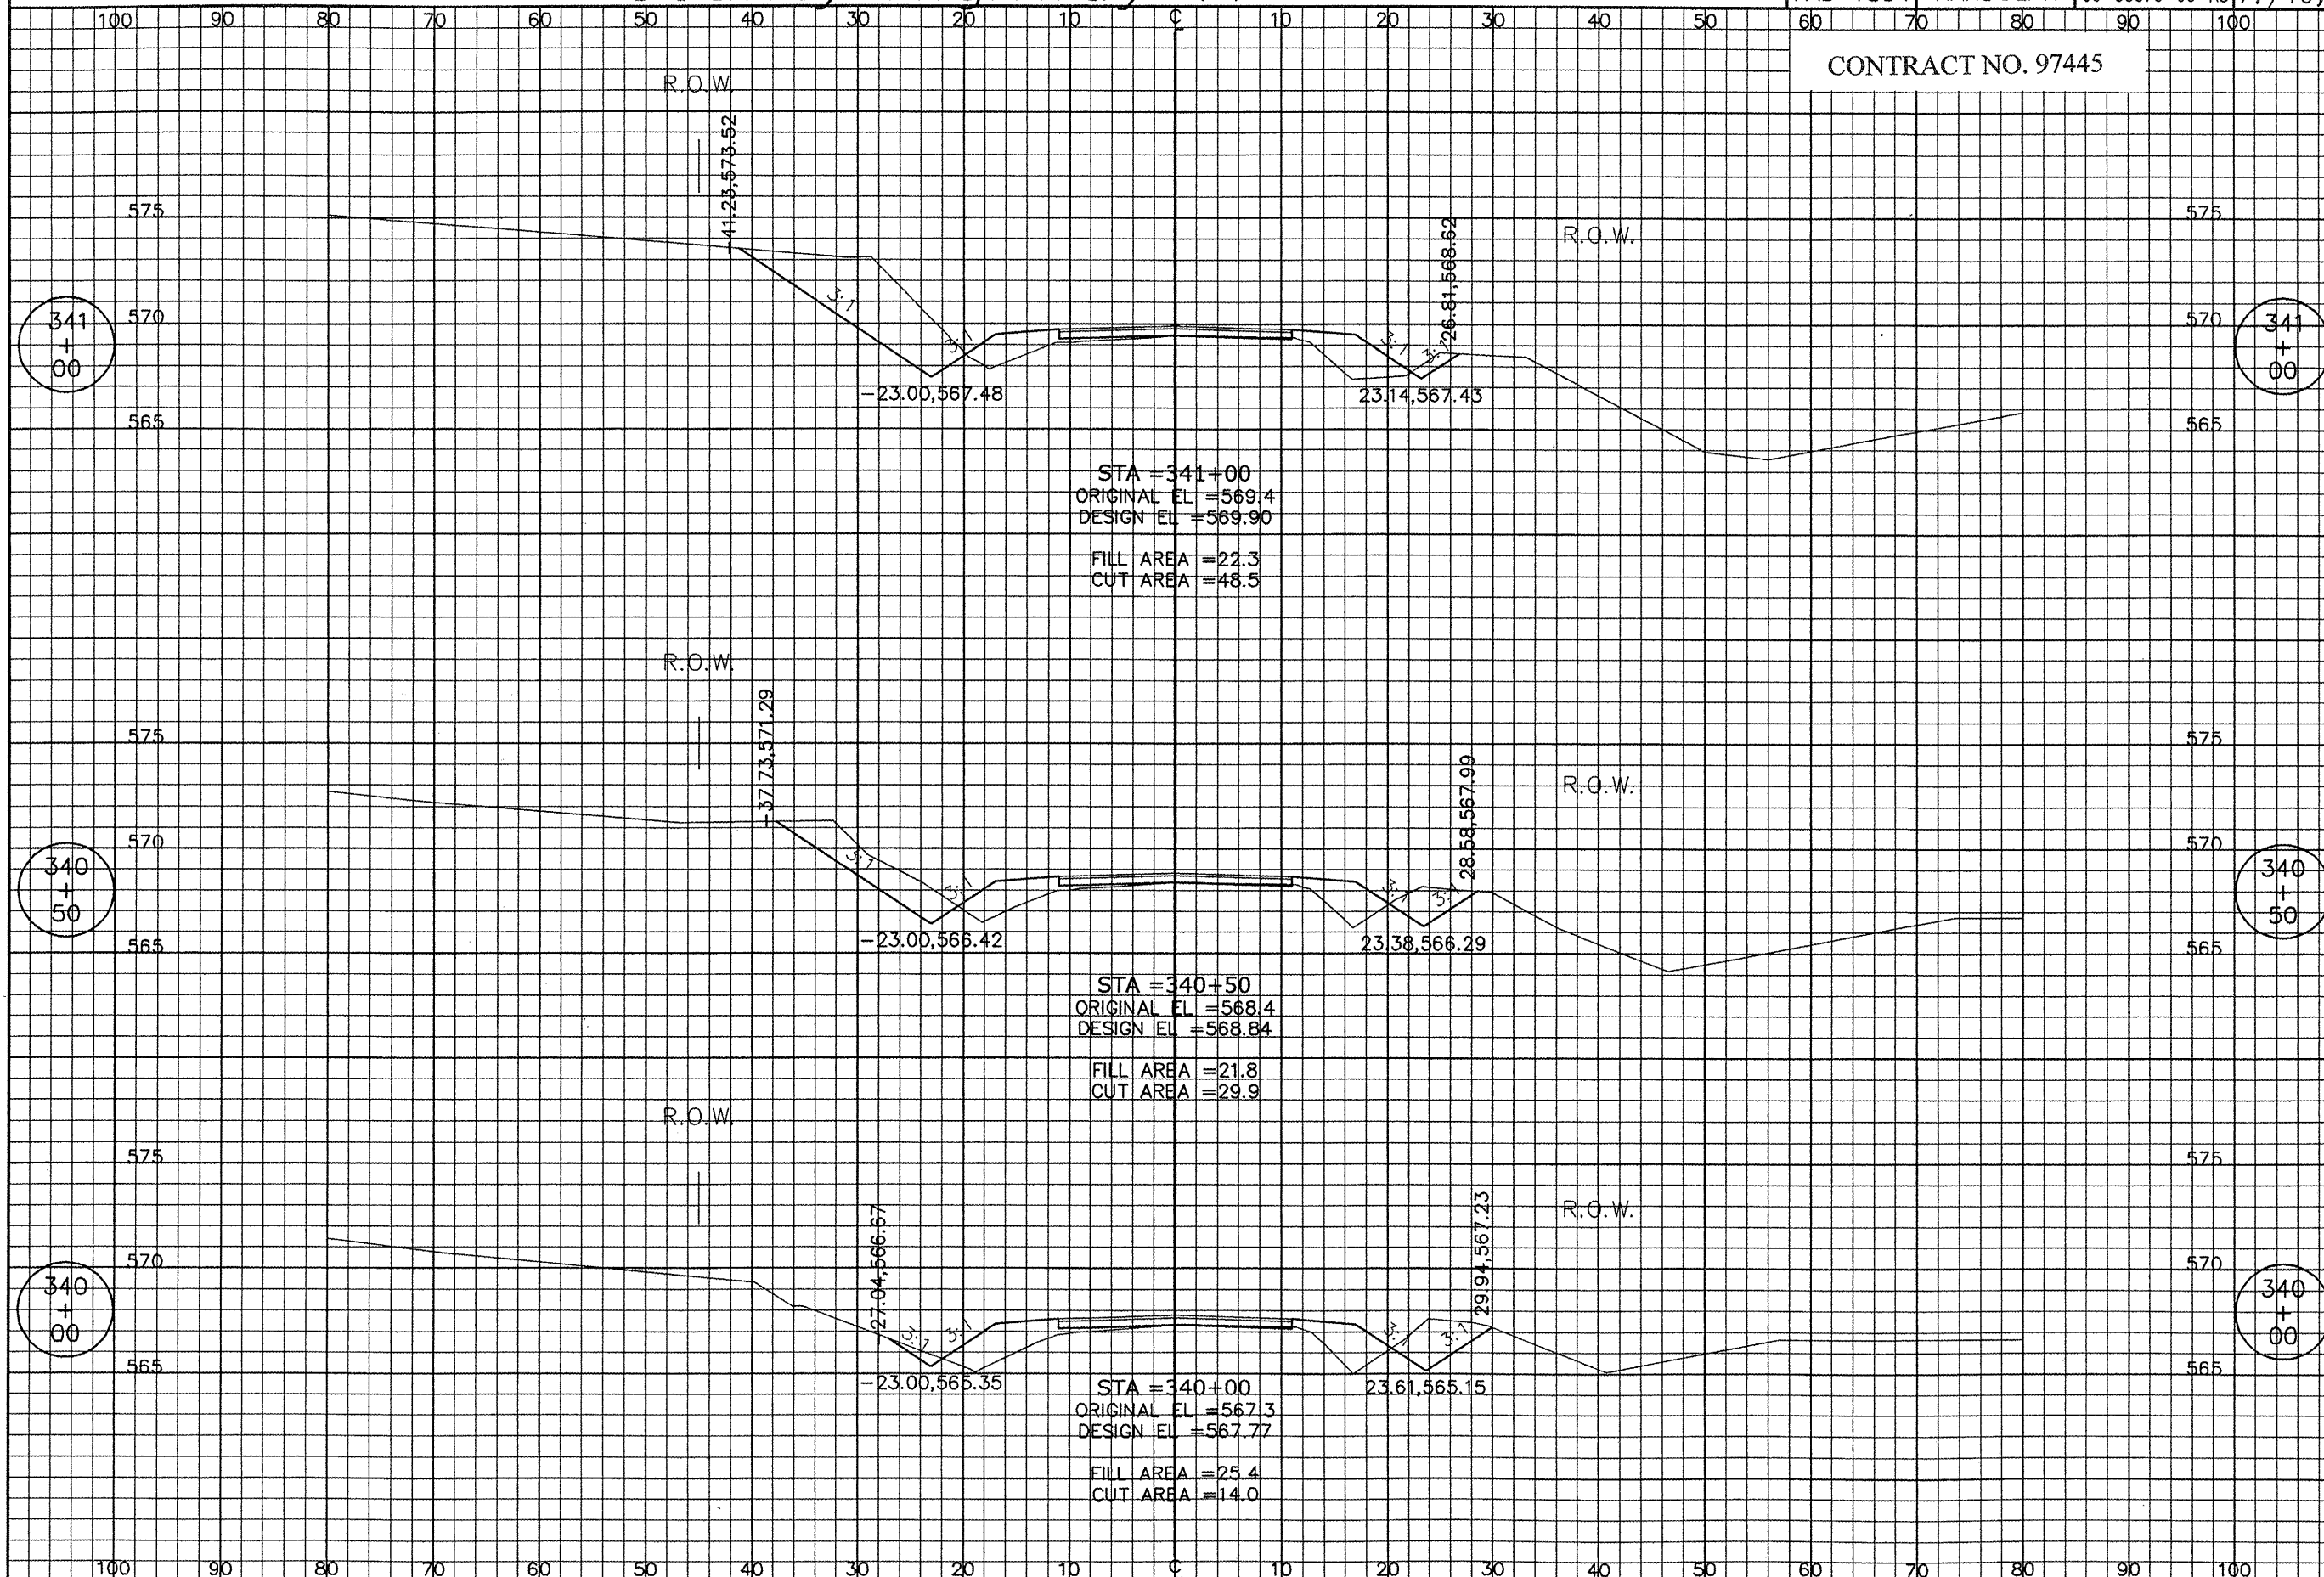 100 90 80 70 60 50 40 30 20 10 ℄ 10 20 30 40 50 60 70 80 90 100
CONTRACT NO. 97445
R.O.W.
-41.23,573.52
575 575
26.81,568.62
R.O.W.
341
+
00
570 570
341
+
00
3:1 3:1 3:1 3:1
-23.00,567.48 23.14,567.43
565 565
STA =341+00
ORIGINAL EL =569.4
DESIGN EL =569.90
FILL AREA =22.3
CUT AREA =48.5
R.O.W.
-37.73,571.29
575 575
28.58,567.99
R.O.W.
570 570
340
+
50
340
+
50
3:1 3:1 3:1 3:1
-23.00,566.42 23.38,566.29
565 565
STA =340+50
ORIGINAL EL =568.4
DESIGN EL =568.84
FILL AREA =21.8
CUT AREA =29.9
R.O.W.
575 575
27.04,566.67
29.94,567.23
R.O.W.
570 570
340
+
00
340
+
00
3:1 3:1 3:1 3:1
565 565
-23.00,565.35 23.61,565.15
STA =340+00
ORIGINAL EL =567.3
DESIGN EL =567.77
FILL AREA =25.4
CUT AREA =14.0
100 90 80 70 60 50 40 30 20 10 ℄ 10 20 30 40 50 60 70 80 90 100